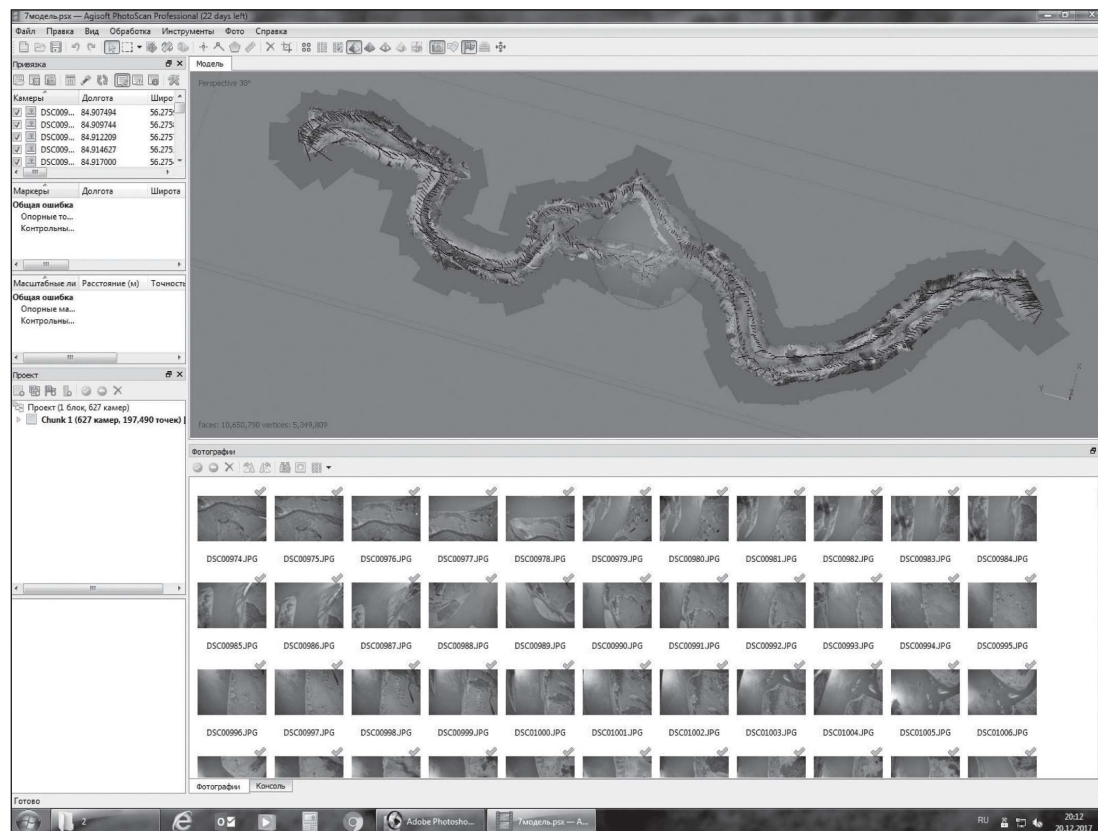 7модель.psx — Agisoft PhotoScan Professional (22 days left)
Файл Правка Вид Обработка Инструменты Фото Справка
Привязка
Камеры Долгота Широ
DSC009... 84.907494 56.275
DSC009... 84.909744 56.275
DSC009... 84.912209 56.275
DSC009... 84.914627 56.275
DSC009... 84.917000 56.275
Маркеры Долгота Широта
Общая ошибка
Опорные то...
Контрольны...
Масштабные ли Расстояние (м) Точность
Общая ошибка
Опорные ма...
Контрольны...
Проект
Проект (1 блок, 627 камер)
Chunk 1 (627 камер, 197,490 точек) [
Модель
Perspective 30°
X
Y
faces: 10,650,790 vertices: 5,349,809
Фотографии
DSC00974.JPG DSC00975.JPG DSC00976.JPG DSC00977.JPG DSC00978.JPG DSC00979.JPG DSC00980.JPG DSC00981.JPG DSC00982.JPG DSC00983.JPG DSC00984.JPG
DSC00985.JPG DSC00986.JPG DSC00987.JPG DSC00988.JPG DSC00989.JPG DSC00990.JPG DSC00991.JPG DSC00992.JPG DSC00993.JPG DSC00994.JPG DSC00995.JPG
DSC00996.JPG DSC00997.JPG DSC00998.JPG DSC00999.JPG DSC01000.JPG DSC01001.JPG DSC01002.JPG DSC01003.JPG DSC01004.JPG DSC01005.JPG DSC01006.JPG
Фотографии Консоль
Готово
2 Adobe Photosho... 7модель.psx — A... RU 20:12
20.12.2017